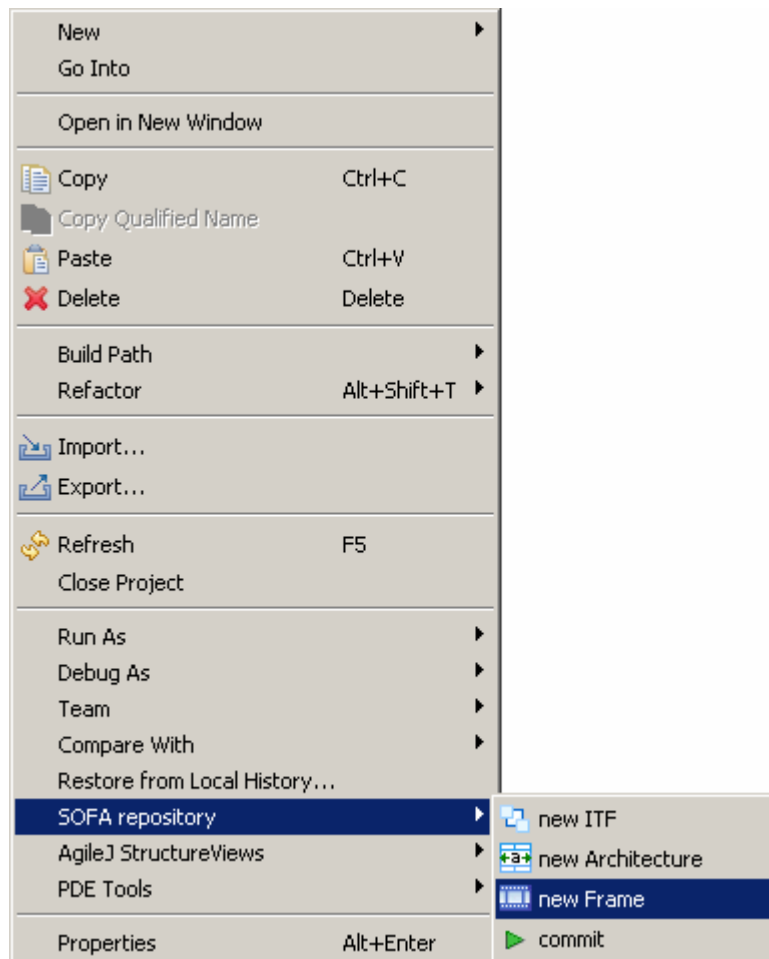 New
Go Into
Open in New Window
Copy Ctrl+C
Copy Qualified Name
Paste Ctrl+V
Delete Delete
Build Path
Refactor Alt+Shift+T
Import...
Export...
Refresh F5
Close Project
Run As
Debug As
Team
Compare With
Restore from Local History...
SOFA repository
AgileJ StructureViews
PDE Tools
Properties Alt+Enter
new ITF
a new Architecture
new Frame
commit